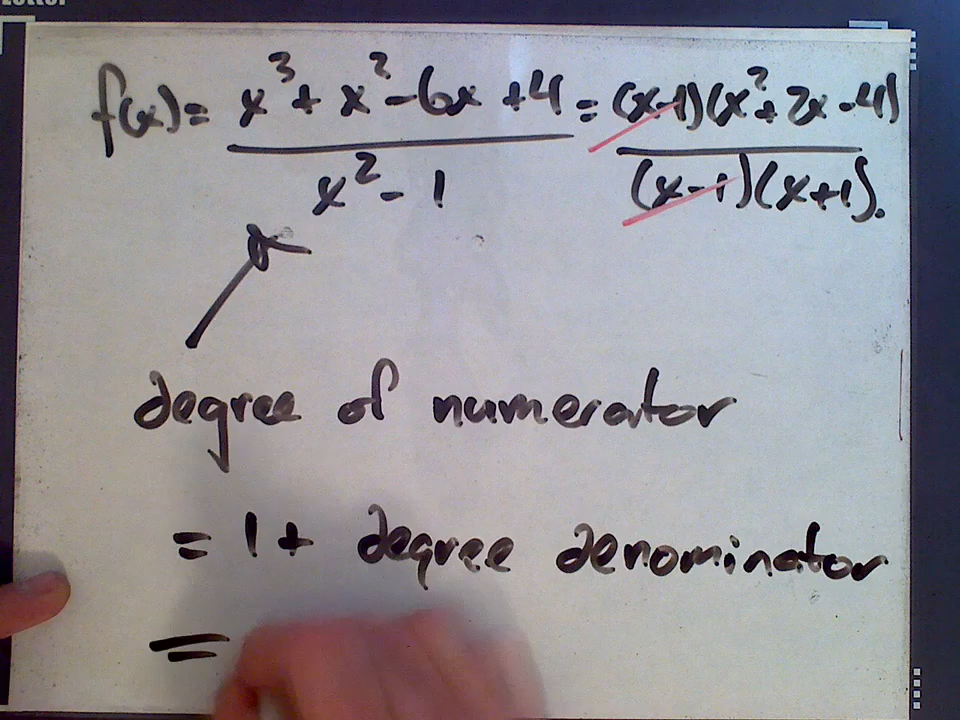 f(x) = x³ + x² - 6x + 4 / x² - 1 = (x-1)(x² + 2x - 4) / (x-1)(x+1).
degree of numerator
= 1 + degree denominator
=